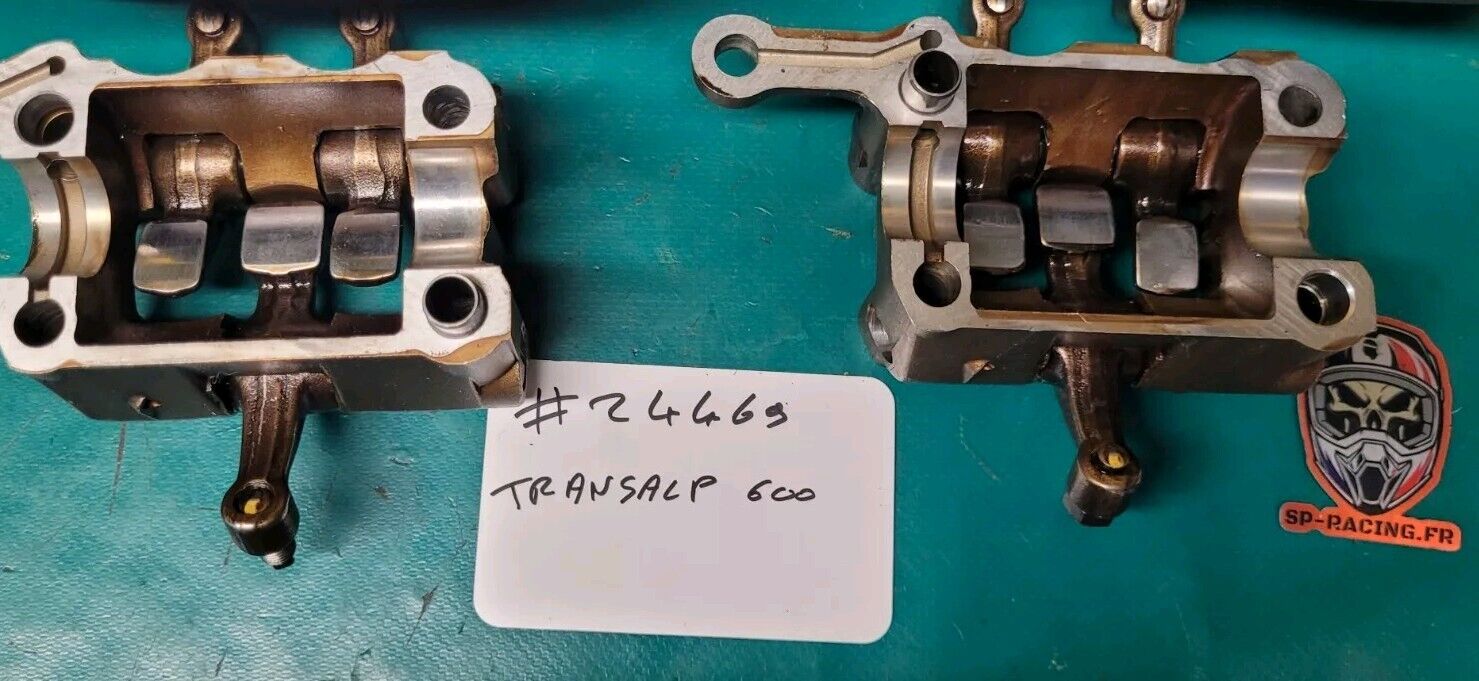 #24469
TRANSALP 600
SP-RACING.FR